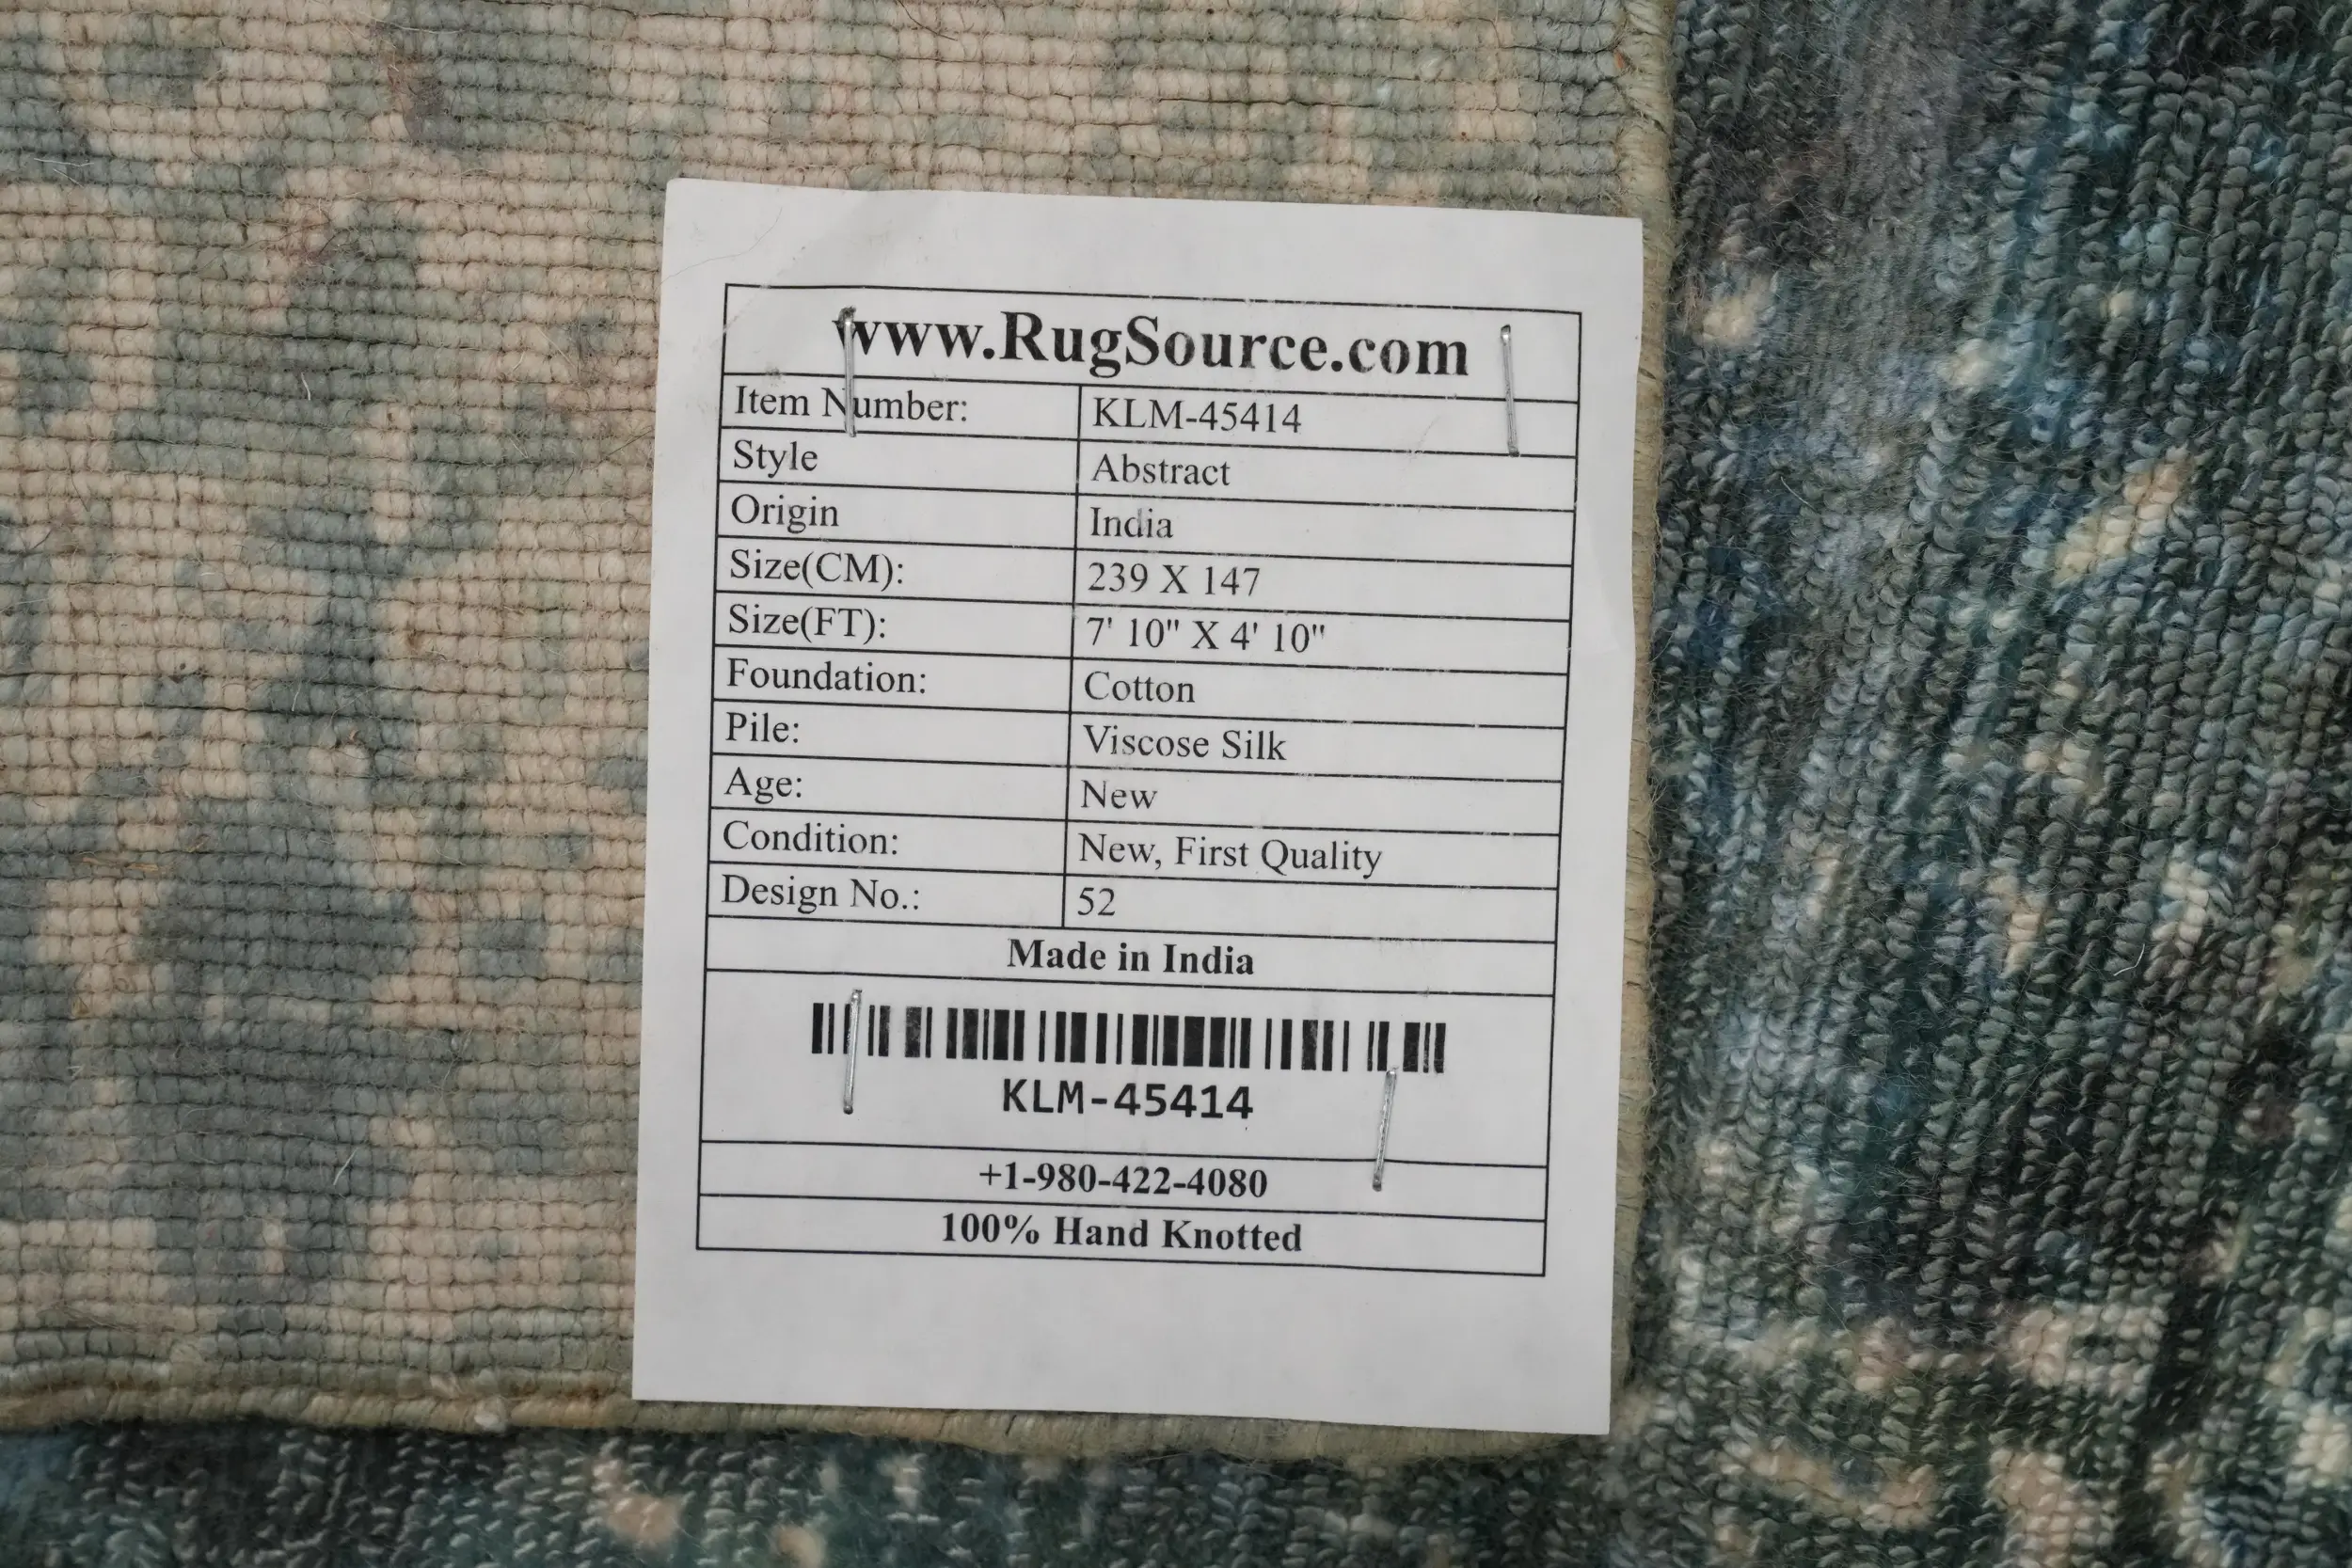 www.RugSource.com
Item Number: KLM-45414
Style Abstract
Origin India
Size(CM): 239 X 147
Size(FT): 7' 10" X 4' 10"
Foundation: Cotton
Pile: Viscose Silk
Age: New
Condition: New, First Quality
Design No.: 52
Made in India
KLM-45414
+1-980-422-4080
100% Hand Knotted